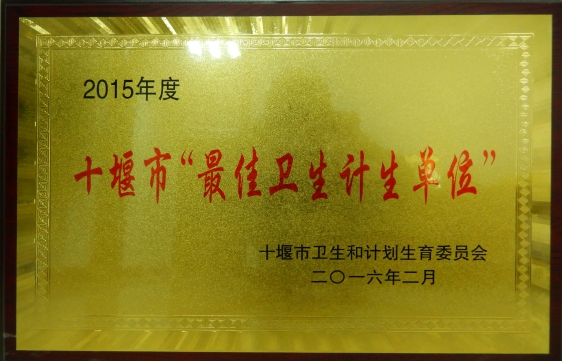 2015年度
十堰市“最佳卫生计生单位”
十堰市卫生和计划生育委员会
二〇一六年二月